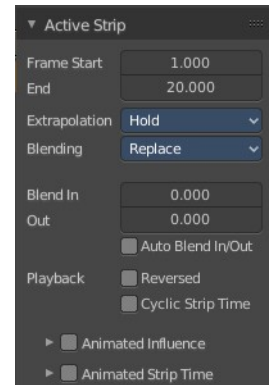 Active Strip
Frame Start 1.000
End 20.000
Extrapolation Hold
Blending Replace
Blend In 0.000
Out 0.000
Auto Blend In/Out
Playback Reversed
Cyclic Strip Time
Animated Influence
Animated Strip Time